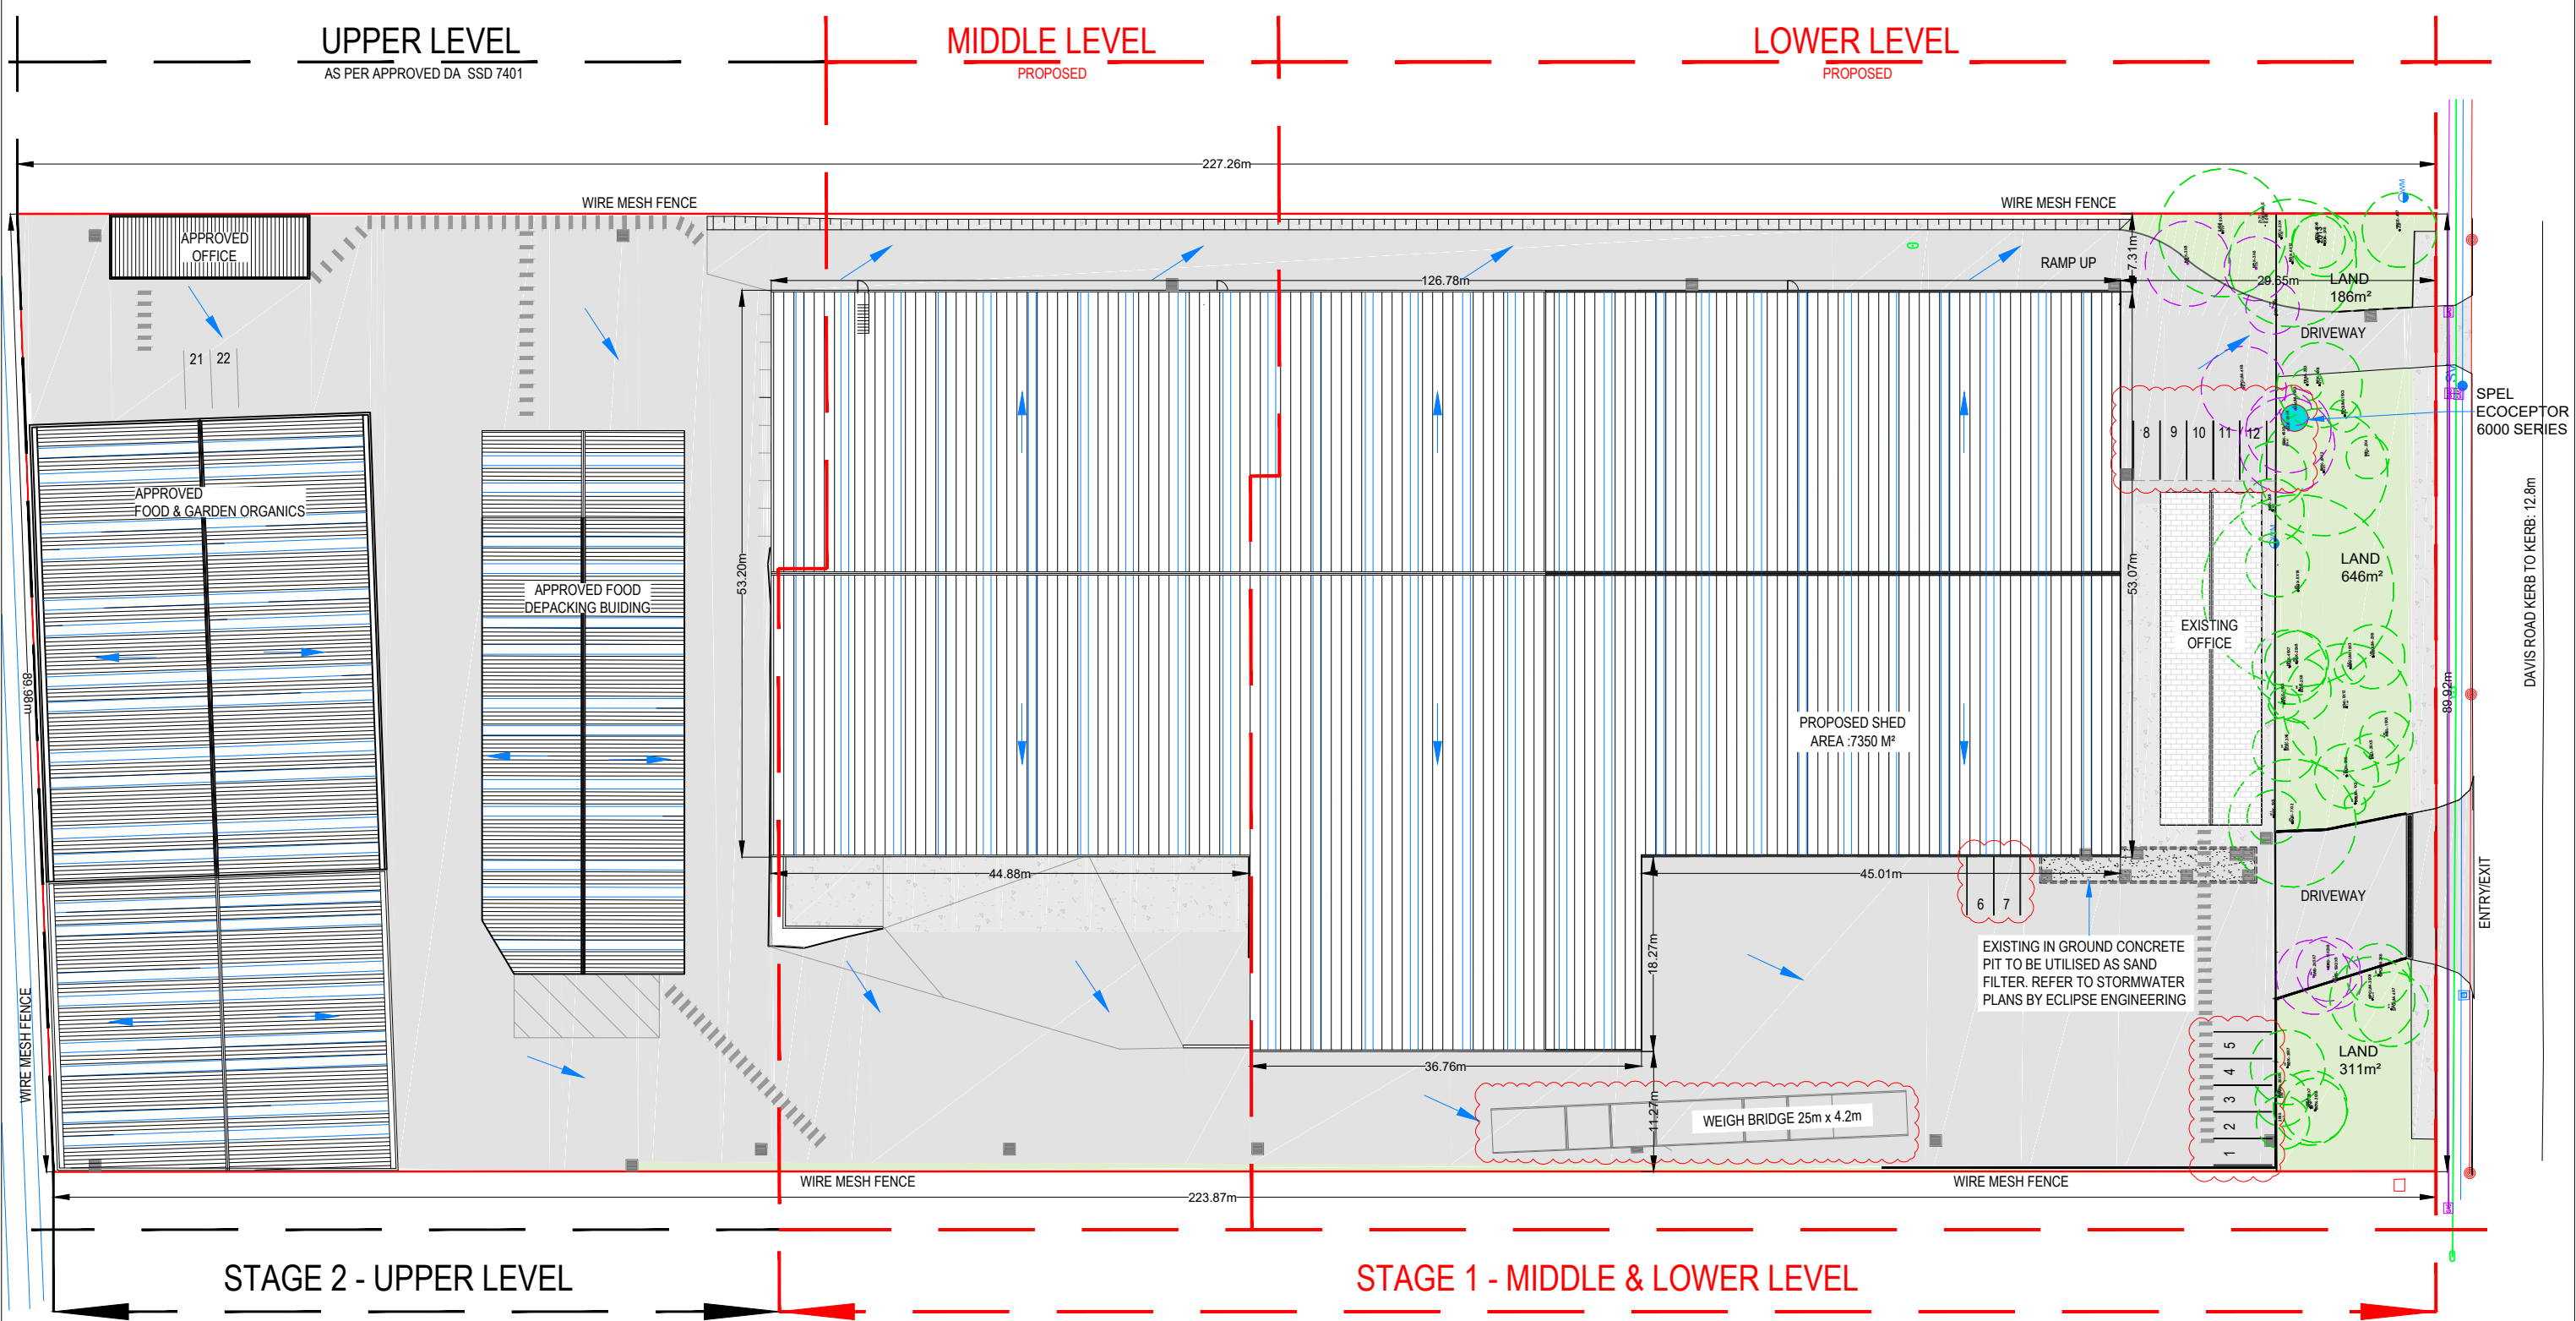 UPPER LEVEL
AS PER APPROVED DA SSD 7401
MIDDLE LEVEL
PROPOSED
LOWER LEVEL
PROPOSED
227.26m
WIRE MESH FENCE
WIRE MESH FENCE
APPROVED
OFFICE
21 22
126.78m
RAMP UP
7.31m
29.65m
LAND
186m²
DRIVEWAY
WM
SV
SPEL
ECOCEPTOR
6000 SERIES
8 9 10 11 12
APPROVED
FOOD & GARDEN ORGANICS
APPROVED FOOD
DEPACKING BUIDING
53.20m
53.07m
WM
LAND
646m²
EXISTING
OFFICE
DAVIS ROAD KERB TO KERB: 12.8m
89.98m
89.92m
PROPOSED SHED
AREA :7350 M²
44.88m
45.01m
6 7
DRIVEWAY
ENTRY/EXIT
18.27m
EXISTING IN GROUND CONCRETE
PIT TO BE UTILISED AS SAND
FILTER. REFER TO STORMWATER
PLANS BY ECLIPSE ENGINEERING
WIRE MESH FENCE
36.76m
11.27m
WEIGH BRIDGE 25m x 4.2m
5
4
3
2
1
LAND
311m²
WIRE MESH FENCE
WIRE MESH FENCE
223.87m
STAGE 2 - UPPER LEVEL
STAGE 1 - MIDDLE & LOWER LEVEL